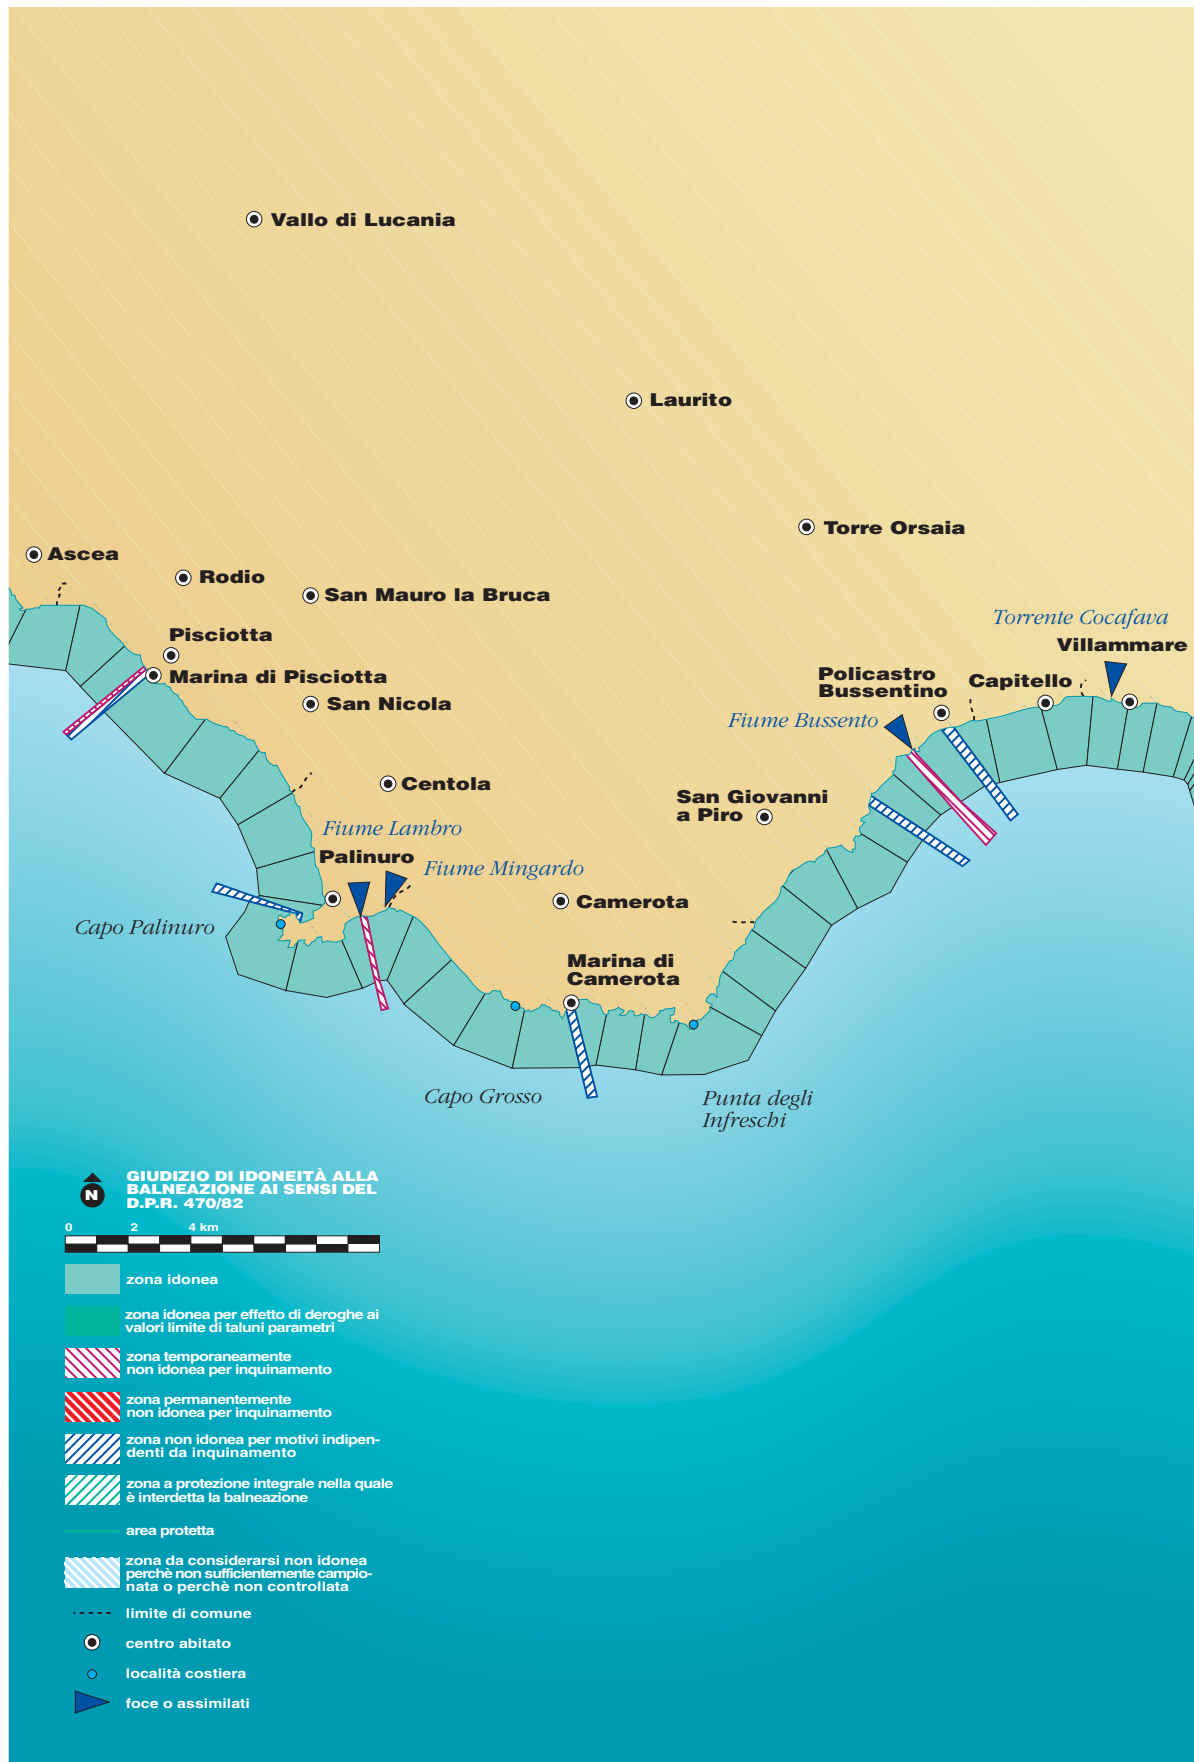 Vallo di Lucania
Laurito
Torre Orsaia
Ascea
Rodio
San Mauro la Bruca
Torrente Cocafava
Pisciotta
Villammare
Marina di Pisciotta
Policastro
Bussentino
Capitello
San Nicola
Fiume Bussento
Centola
San Giovanni
a Piro
Fiume Lambro
Palinuro
Fiume Mingardo
Camerota
Capo Palinuro
Marina di
Camerota
Capo Grosso
Punta degli
Infreschi
N
GIUDIZIO DI IDONEITÀ ALLA
BALNEAZIONE AI SENSI DEL
D.P.R. 470/82
0 2 4 km
zona idonea
zona idonea per effetto di deroghe ai
valori limite di taluni parametri
zona temporaneamente
non idonea per inquinamento
zona permanentemente
non idonea per inquinamento
zona non idonea per motivi indipen-
denti da inquinamento
zona a protezione integrale nella quale
è interdetta la balneazione
area protetta
zona da considerarsi non idonea
perchè non sufficientemente campio-
nata o perchè non controllata
limite di comune
centro abitato
località costiera
foce o assimilati